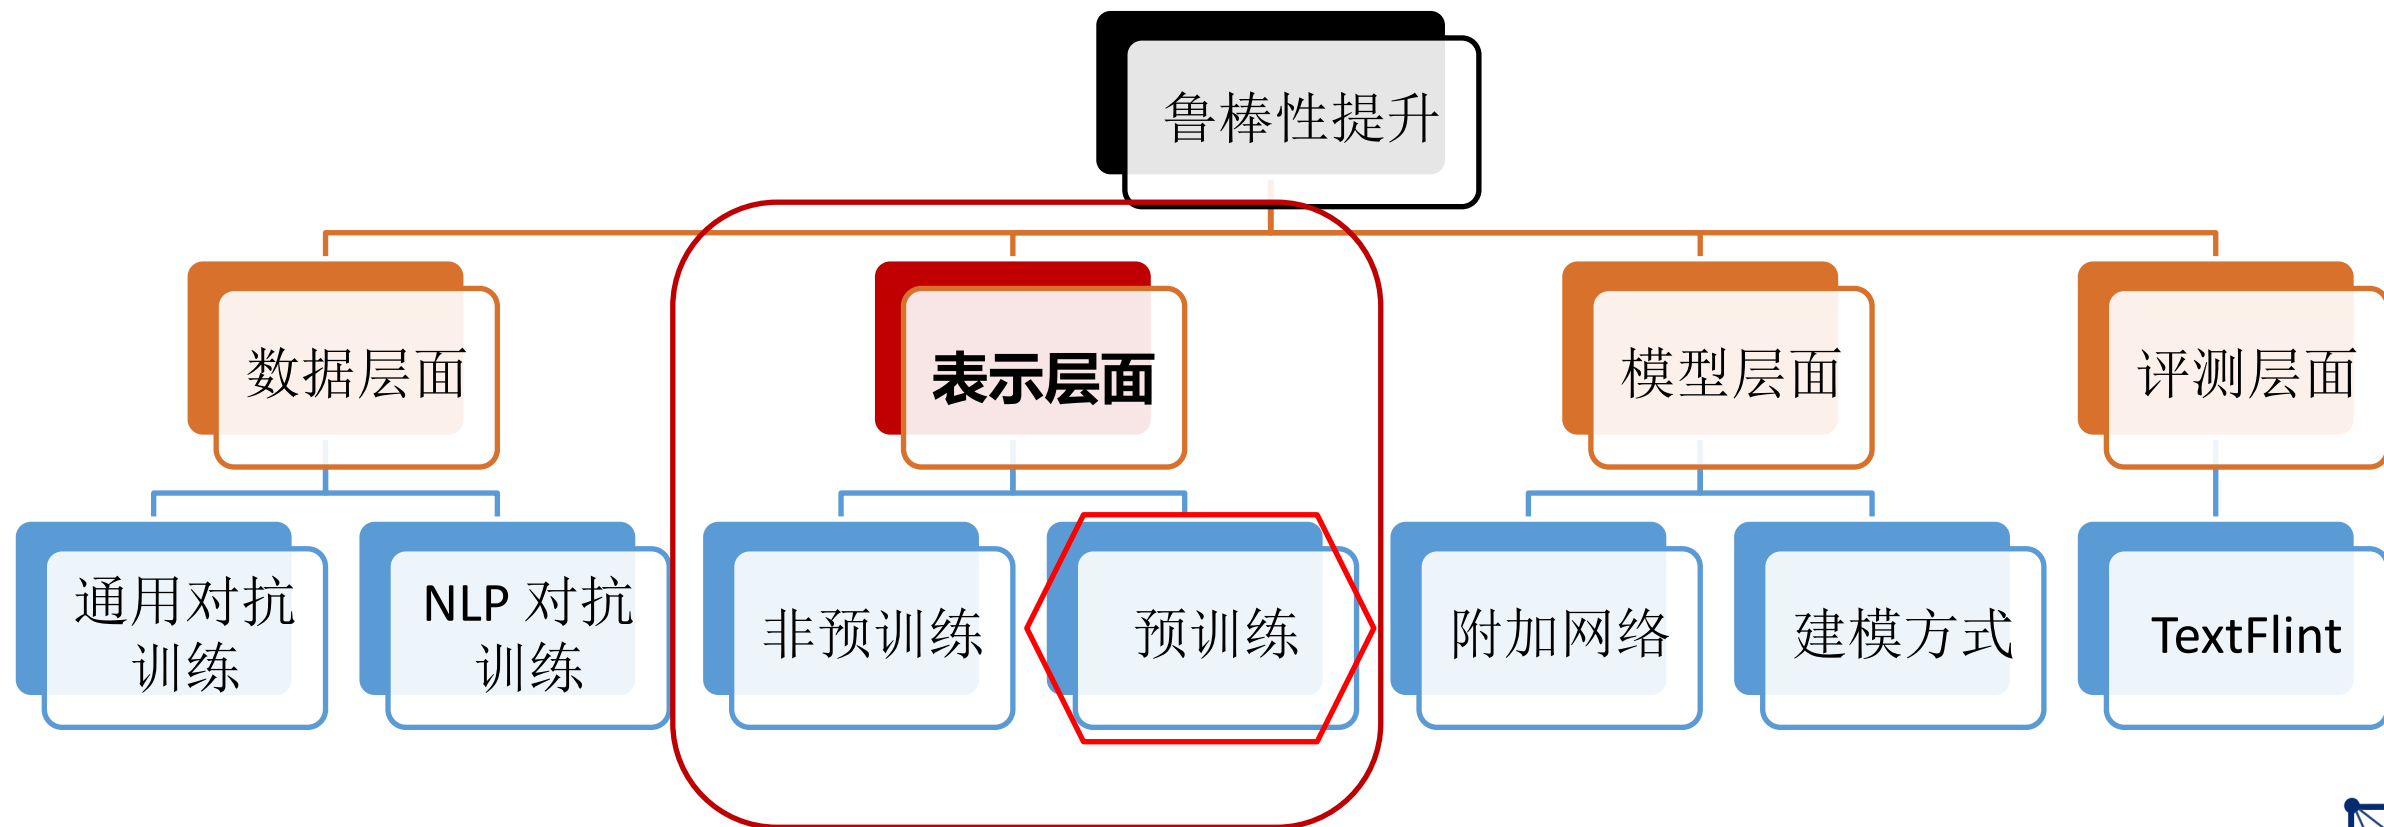 鲁棒性提升
数据层面
表示层面
模型层面
评测层面
通用对抗
训练
NLP 对抗
训练
非预训练
预训练
附加网络
建模方式
TextFlint